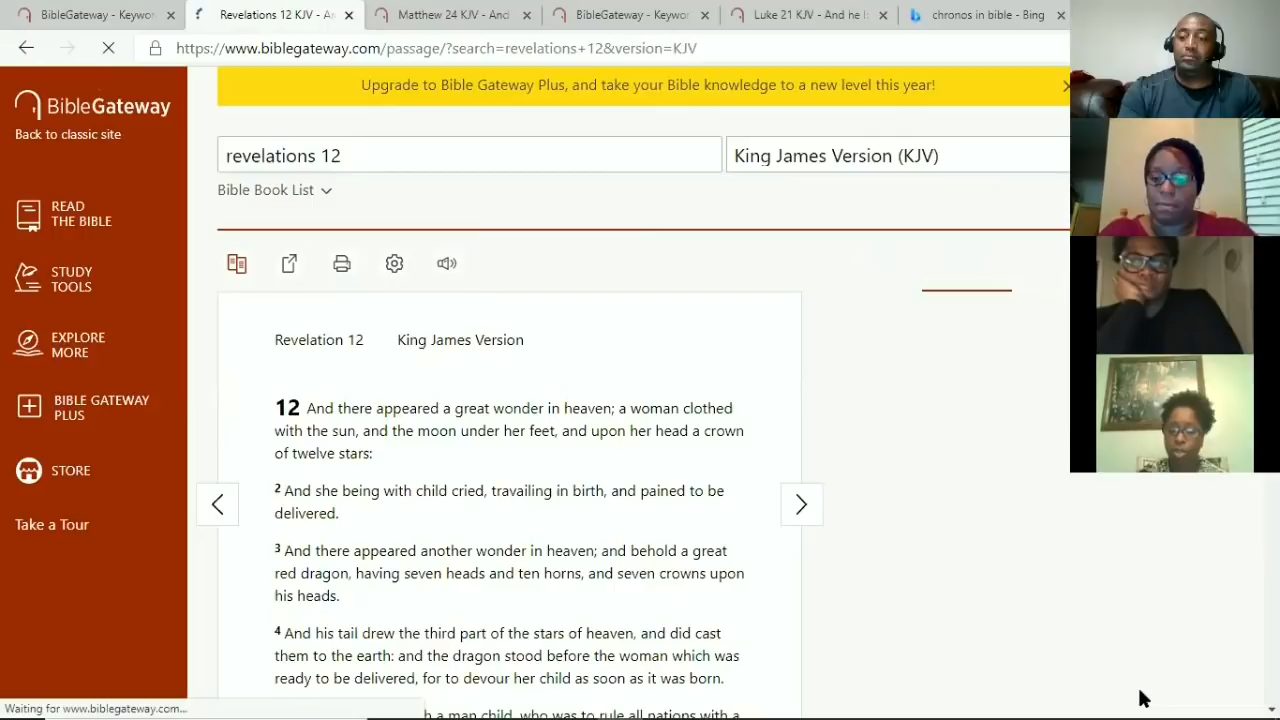 BibleGateway - Keywor
Revelations 12 KJV - An
Matthew 24 KJV - And
BibleGateway - Keywor
Luke 21 KJV - And he l
chronos in bible - Bing
https://www.biblegateway.com/passage/?search=revelations+12&version=KJV
BibleGateway
Back to classic site
READ
THE BIBLE
STUDY
TOOLS
EXPLORE
MORE
BIBLE GATEWAY
PLUS
STORE
Take a Tour
Upgrade to Bible Gateway Plus, and take your Bible knowledge to a new level this year!
revelations 12
King James Version (KJV)
Bible Book List
Revelation 12 King James Version
12 And there appeared a great wonder in heaven; a woman clothed
with the sun, and the moon under her feet, and upon her head a crown
of twelve stars:
2 And she being with child cried, travailing in birth, and pained to be
delivered.
3 And there appeared another wonder in heaven; and behold a great
red dragon, having seven heads and ten horns, and seven crowns upon
his heads.
4 And his tail drew the third part of the stars of heaven, and did cast
them to the earth: and the dragon stood before the woman which was
ready to be delivered, for to devour her child as soon as it was born.
h a man child, who was to rule all nations with a
Waiting for www.biblegateway.com...